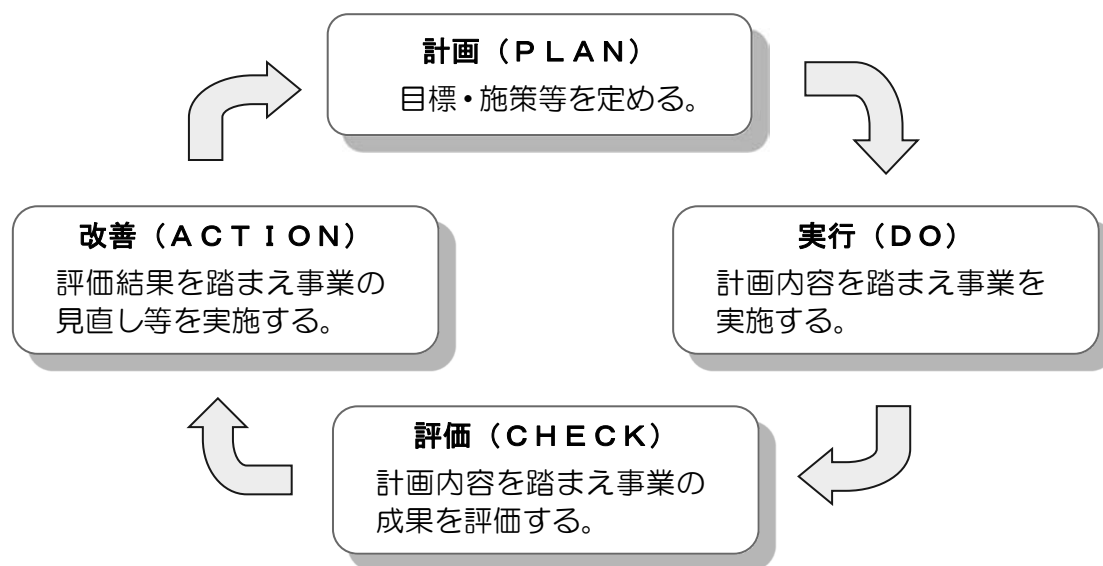 計画（ＰＬＡＮ）
目標・施策等を定める。
実行（ＤＯ）
計画内容を踏まえ事業を
実施する。
評価（ＣＨＥＣＫ）
計画内容を踏まえ事業の
成果を評価する。
改善（ＡＣＴＩＯＮ）
評価結果を踏まえ事業の
見直し等を実施する。